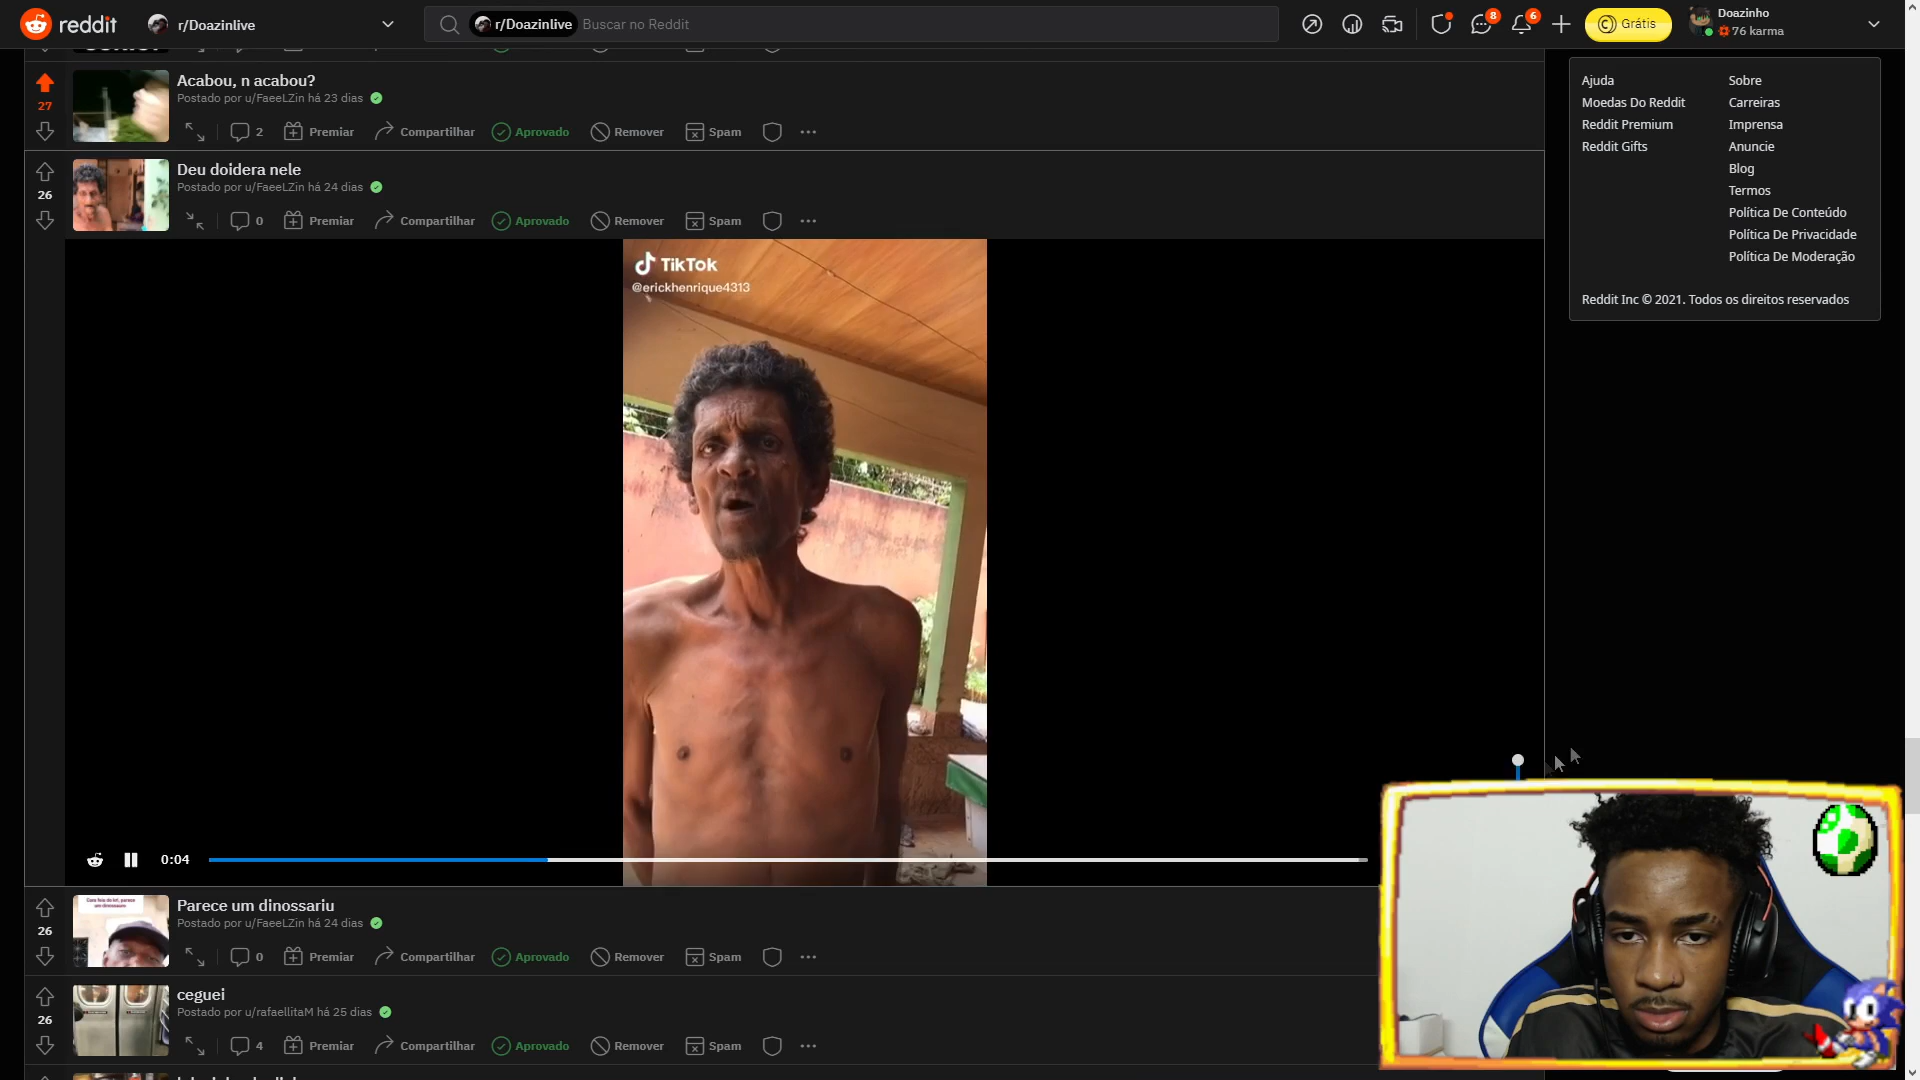 reddit
r/Doazinlive
r/Doazinlive Buscar no Reddit
8
6
Grátis
Doazinho
76 karma
27
Acabou, n acabou?
Postado por u/FaeeLZin há 23 dias
2 Premiar Compartilhar Aprovado Remover Spam
26
Deu doidera nele
Postado por u/FaeeLZin há 24 dias
0 Premiar Compartilhar Aprovado Remover Spam
TikTok
@erickhenrique4313
0:04
26
Parece um dinossariu
Postado por u/FaeeLZin há 24 dias
0 Premiar Compartilhar Aprovado Remover Spam
26
ceguei
Postado por u/rafaellitaM há 25 dias
4 Premiar Compartilhar Aprovado Remover Spam
Ajuda
Moedas Do Reddit
Reddit Premium
Reddit Gifts
Sobre
Carreiras
Imprensa
Anuncie
Blog
Termos
Política De Conteúdo
Política De Privacidade
Política De Moderação
Reddit Inc © 2021. Todos os direitos reservados